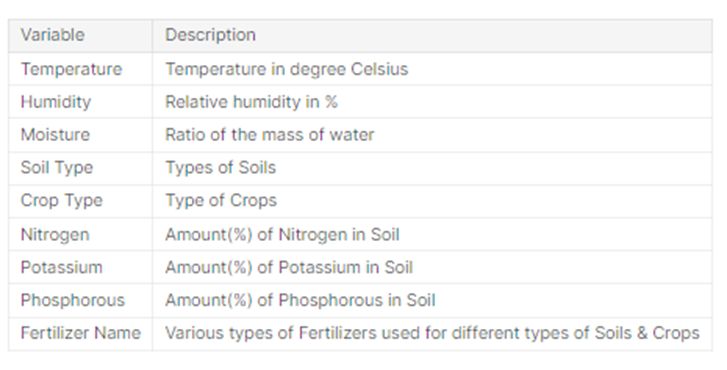 Variable Description
Temperature Temperature in degree Celsius
Humidity Relative humidity in %
Moisture Ratio of the mass of water
Soil Type Types of Soils
Crop Type Type of Crops
Nitrogen Amount(%) of Nitrogen in Soil
Potassium Amount(%) of Potassium in Soil
Phosphorous Amount(%) of Phosphorous in Soil
Fertilizer Name Various types of Fertilizers used for different types of Soils & Crops